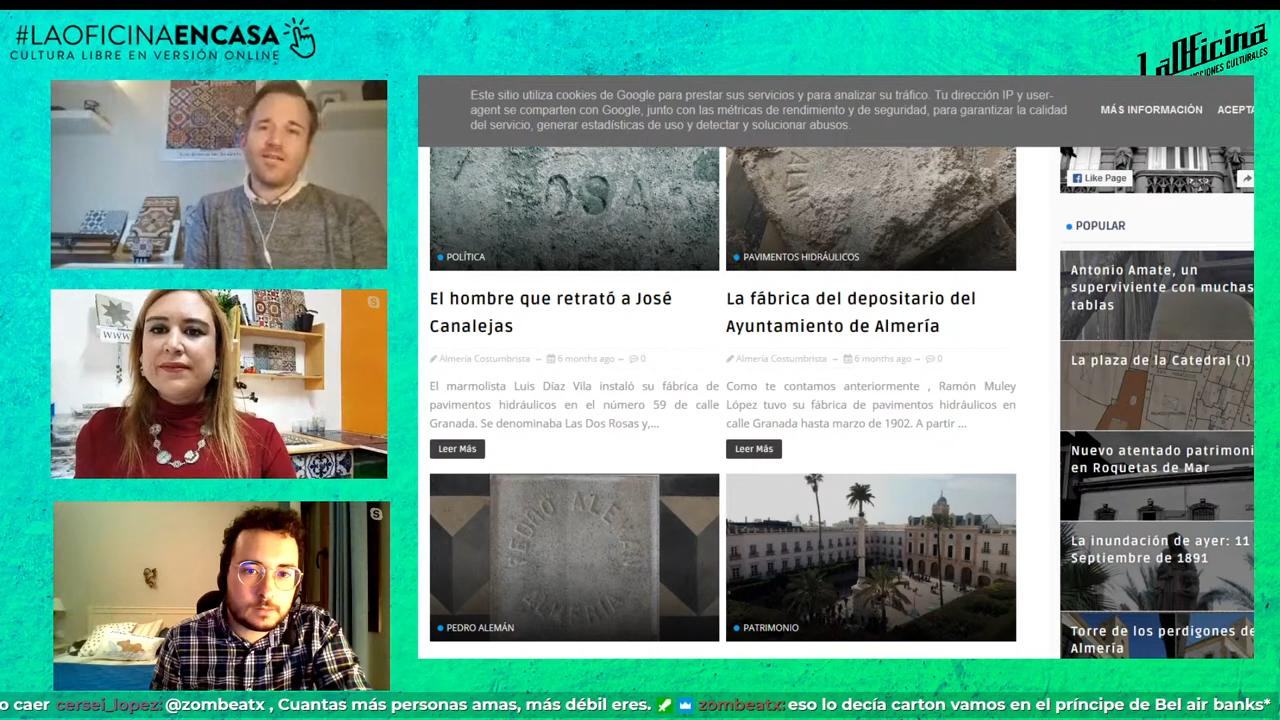 #LAOFICINAENCASA
CULTURA LIBRE EN VERSIÓN ONLINE
LaOficina
CIONES CULTURALES
WWW
Este sitio utiliza cookies de Google para prestar sus servicios y para analizar su tráfico. Tu dirección IP y user-
agent se comparten con Google, junto con las métricas de rendimiento y de seguridad, para garantizar la calidad
del servicio, generar estadísticas de uso y detectar y solucionar abusos.
MÁS INFORMACIÓN ACEPTA
POLÍTICA
El hombre que retrató a José
Canalejas
Almería Costumbrista – 6 months ago – 0
El marmolista Luis Díaz Vila instaló su fábrica de
pavimentos hidráulicos en el número 59 de calle
Granada. Se denominaba Las Dos Rosas y,...
Leer Más
PAVIMENTOS HIDRÁULICOS
La fábrica del depositario del
Ayuntamiento de Almería
Almería Costumbrista – 6 months ago – 0
Como te contamos anteriormente , Ramón Muley
López tuvo su fábrica de pavimentos hidráulicos en
calle Granada hasta marzo de 1902. A partir ...
Leer Más
PEDRO ALEMÁN
ALMERIA
PEDRO ALEMÁN
PATRIMONIO
Like Page
POPULAR
Antonio Amate, un
superviviente con muchas
tablas
La plaza de la Catedral (I)
Nuevo atentado patrimoni
en Roquetas de Mar
La inundación de ayer: 11
Septiembre de 1891
Torre de los perdigones de
Almería
o caer cersei_lopez: @zombeatx , Cuantas más personas amas, más débil eres. zombeatx: eso lo decía carton vamos en el príncipe de Bel air banks*